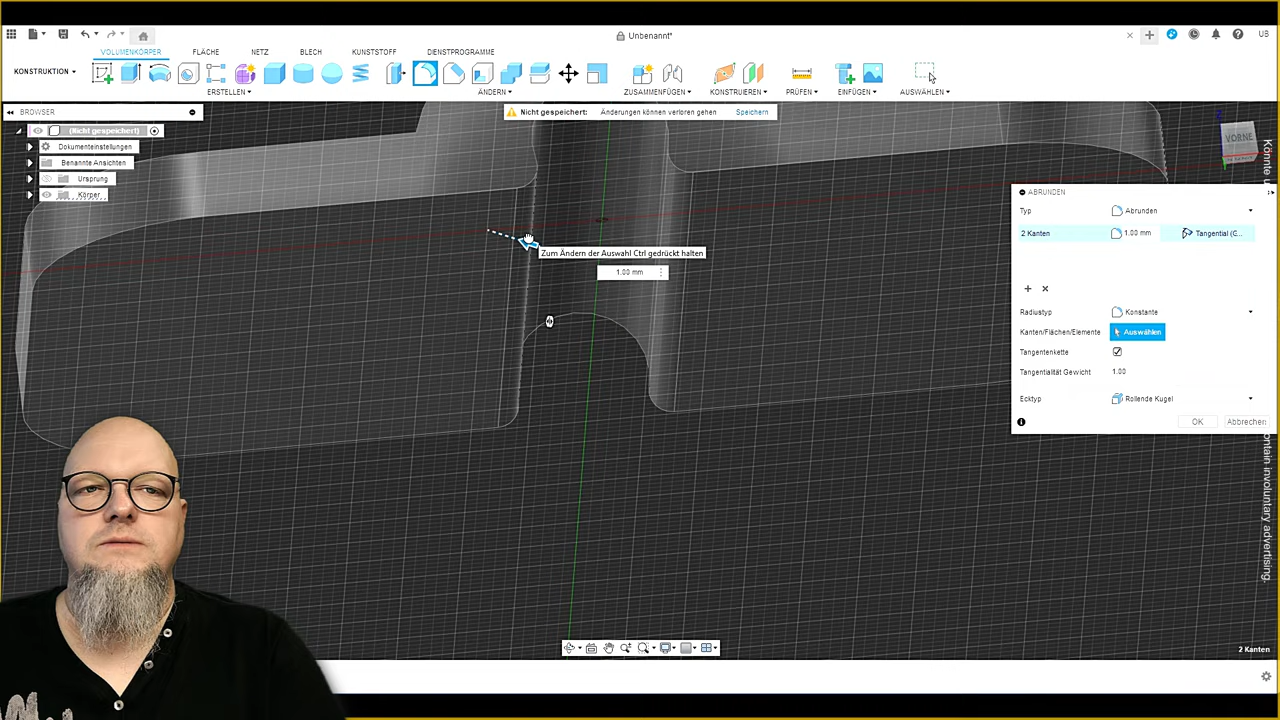 Unbenannt*
UB
VOLUMENKÖRPER
FLÄCHE
NETZ
BLECH
KUNSTSTOFF
DIENSTPROGRAMME
KONSTRUKTION
ERSTELLEN
ÄNDERN
ZUSAMMENFÜGEN
KONSTRUIEREN
PRÜFEN
EINFÜGEN
AUSWÄHLEN
BROWSER
Nicht gespeichert: Änderungen können verloren gehen Speichern
(Nicht gespeichert)
Dokumenteinstellungen
Benannte Ansichten
Ursprung
Körper
VORNE
ABRUNDEN
Typ Abrunden
2 Kanten 1.00 mm Tangential (G...
Zum Ändern der Auswahl Ctrl gedrückt halten
1.00 mm
Radiustyp Konstante
Kanten/Flächen/Elemente Auswählen
Tangentenkette
Tangentialität Gewicht 1.00
Ecktyp Rollende Kugel
OK Abbrechen
Könnte u
ontain involuntary advertising.
2 Kanten